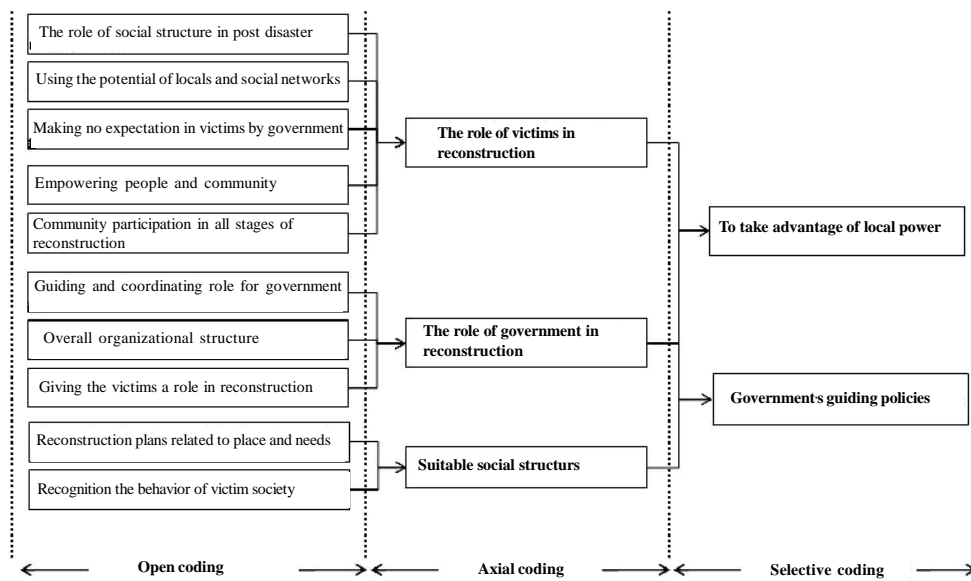 The role of social structure in post disaster
Using the potential of locals and social networks
Making no expectation in victims by government
Empowering people and community
Community participation in all stages of
reconstruction
Guiding and coordinating role for government
Overall organizational structure
Giving the victims a role in reconstruction
Reconstruction plans related to place and needs
Recognition the behavior of victim society
The role of victims in
reconstruction
The role of government in
reconstruction
Suitable social structurs
To take advantage of local power
Government's guiding policies
Open coding
Axial coding
Selective coding